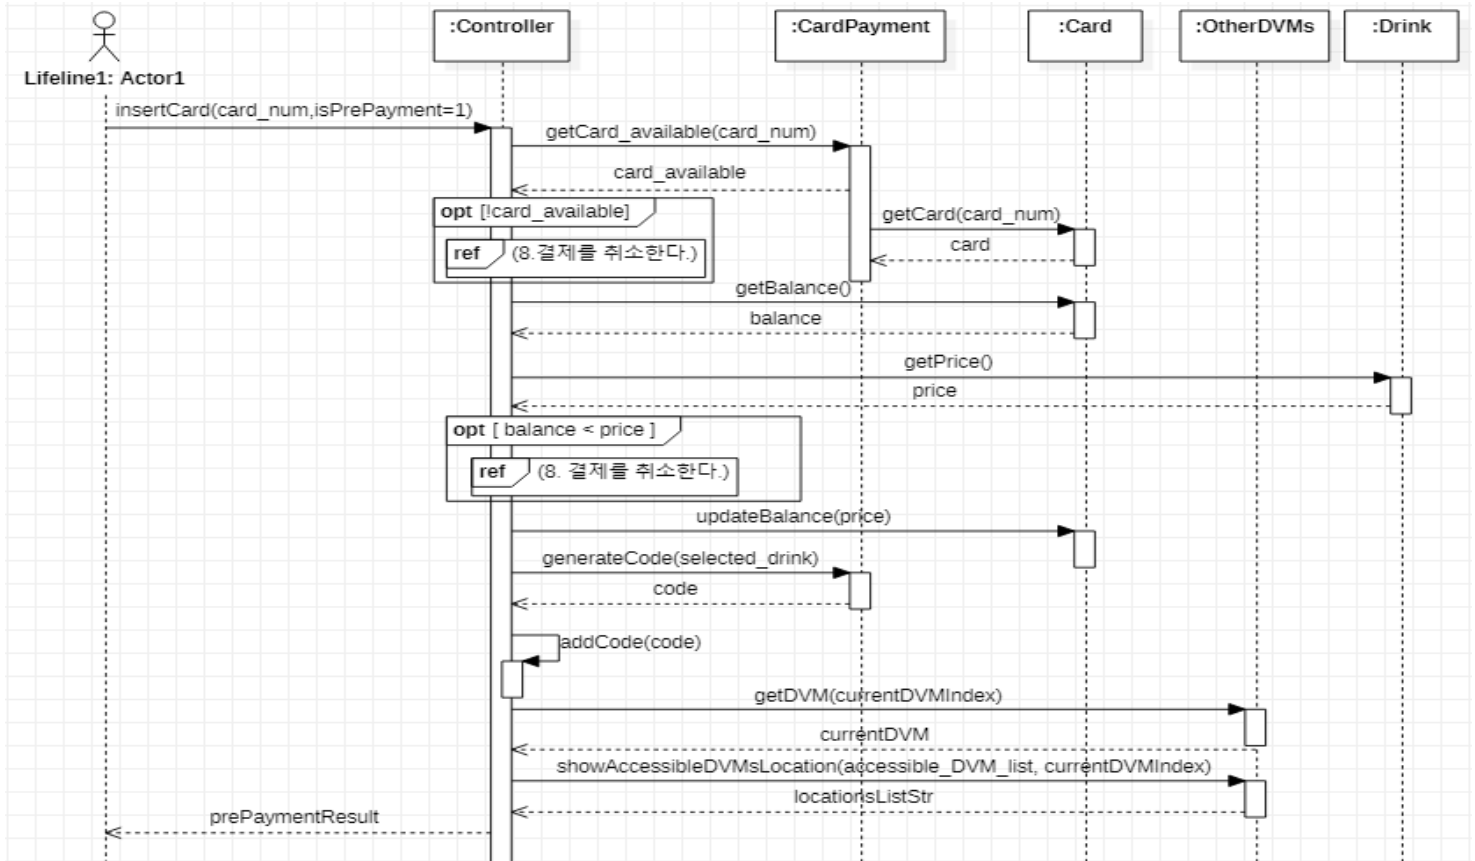 :Controller
:CardPayment
:Card
:OtherDVMs
:Drink
Lifeline1: Actor1
insertCard(card_num,isPrePayment=1)
getCard_available(card_num)
card_available
opt [!card_available]
getCard(card_num)
card
ref (8.결제를 취소한다.)
getBalance()
balance
getPrice()
price
opt [ balance < price ]
ref (8. 결제를 취소한다.)
updateBalance(price)
generateCode(selected_drink)
code
addCode(code)
getDVM(currentDVMIndex)
currentDVM
showAccessibleDVMsLocation(accessible_DVM_list, currentDVMIndex)
locationsListStr
prePaymentResult